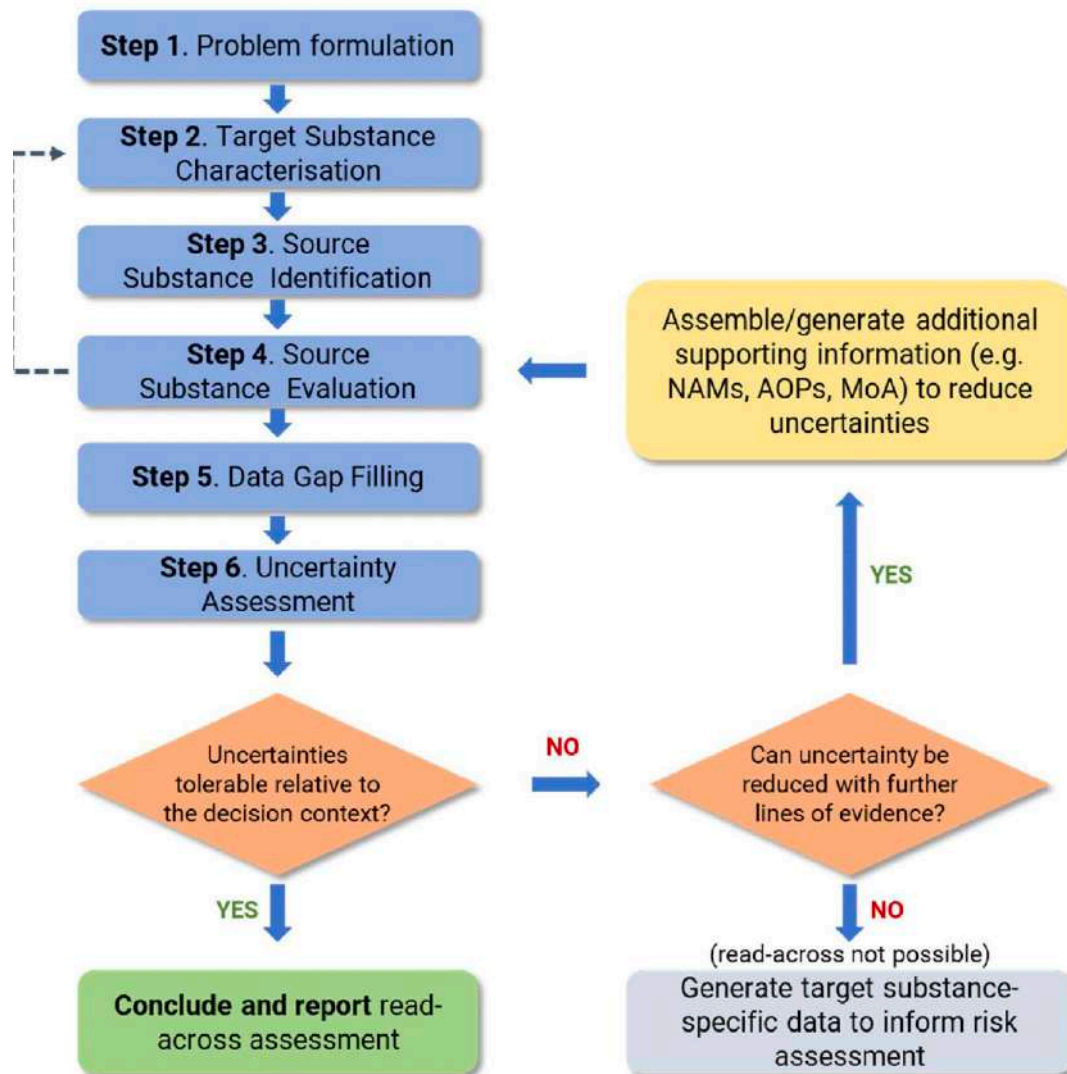 Step 1. Problem formulation
Step 2. Target Substance
Characterisation
Step 3. Source
Substance Identification
Step 4. Source
Substance Evaluation
Assemble/generate additional
supporting information (e.g.
NAMs, AOPs, MoA) to reduce
uncertainties
Step 5. Data Gap Filling
Step 6. Uncertainty
Assessment
YES
Uncertainties
tolerable relative to
the decision context?
NO
Can uncertainty be
reduced with further
lines of evidence?
YES
NO
Conclude and report read-
across assessment
(read-across not possible)
Generate target substance-
specific data to inform risk
assessment